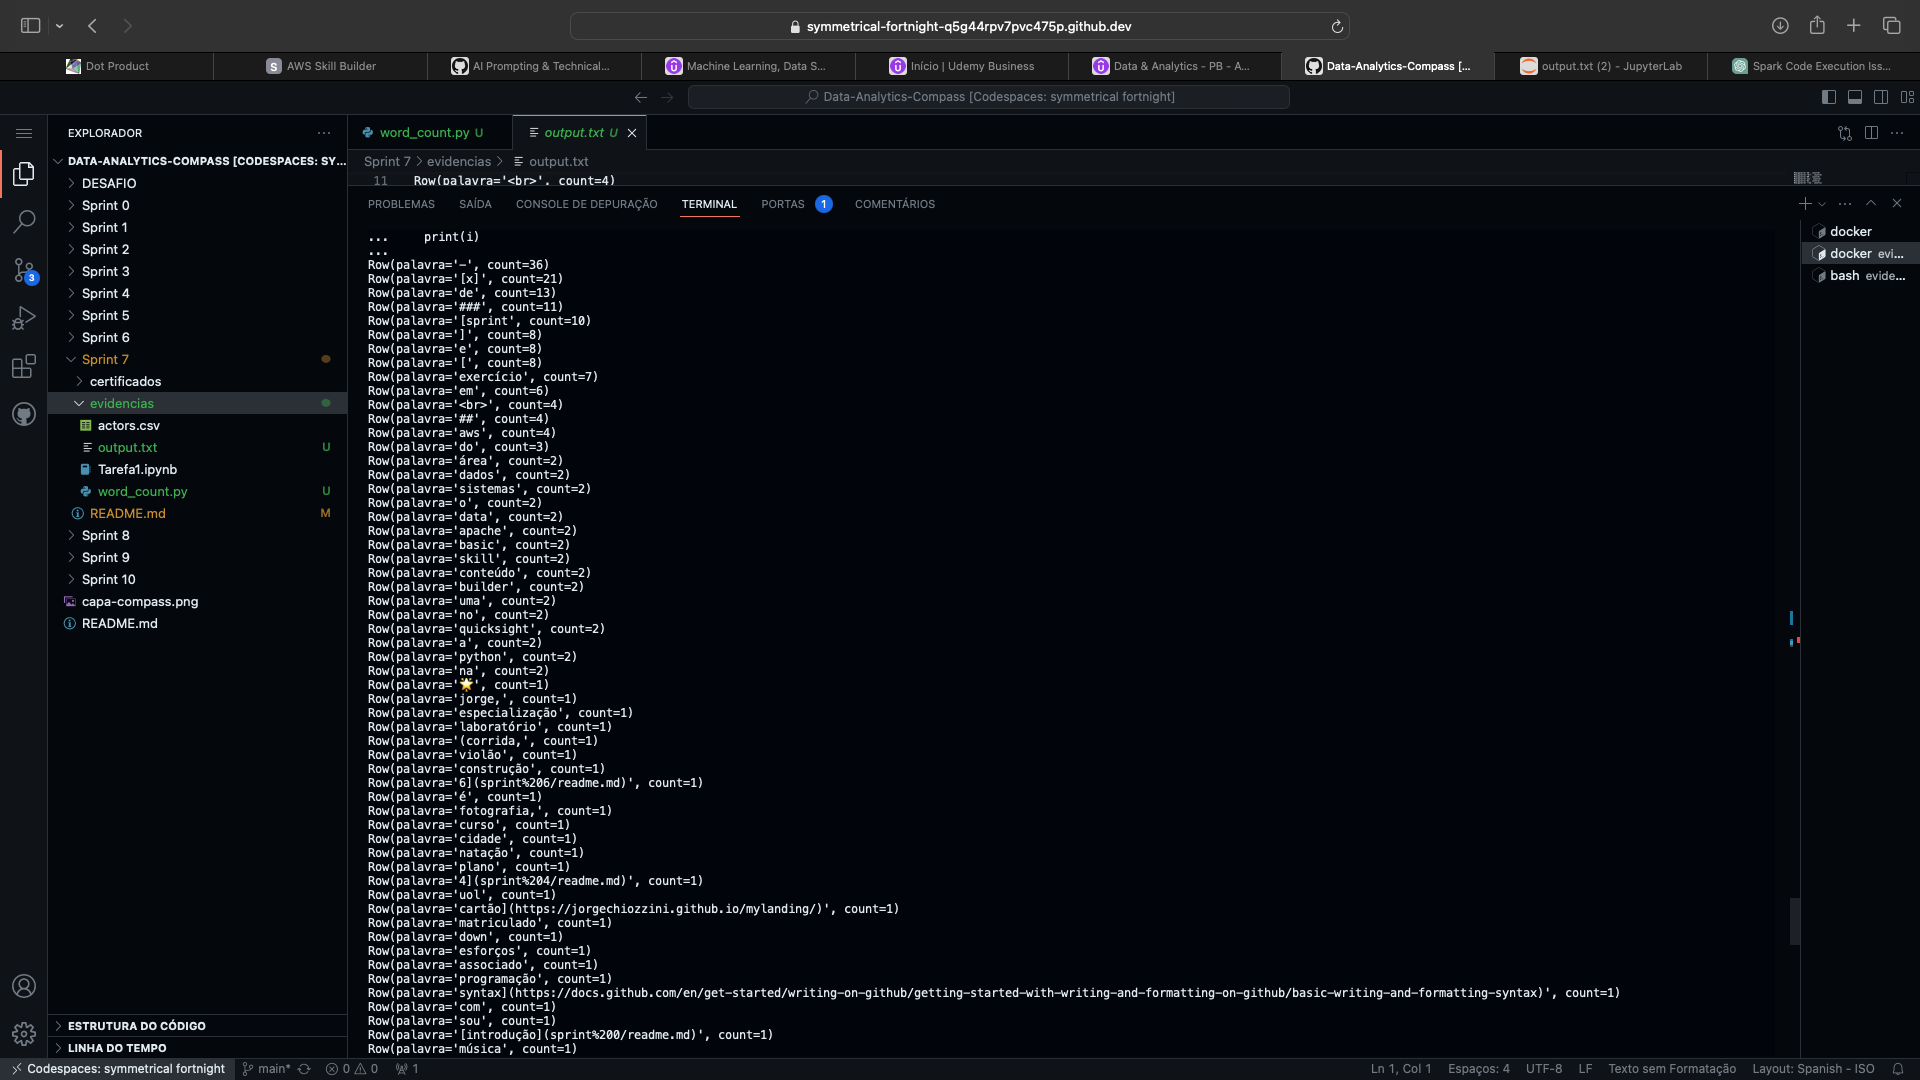 symmetrical-fortnight-q5g44rpv7pvc475p.github.dev
Dot Product
S AWS Skill Builder
AI Prompting & Technical...
Machine Learning, Data S...
Início | Udemy Business
Data & Analytics - PB - A...
Data-Analytics-Compass [...
output.txt (2) - JupyterLab
Spark Code Execution Iss...
Data-Analytics-Compass [Codespaces: symmetrical fortnight]
EXPLORADOR
DATA-ANALYTICS-COMPASS [CODESPACES: SY...
DESAFIO
Sprint 0
Sprint 1
Sprint 2
Sprint 3
Sprint 4
Sprint 5
Sprint 6
Sprint 7
certificados
evidencias
actors.csv
output.txt U
Tarefa1.ipynb
word_count.py U
README.md M
Sprint 8
Sprint 9
Sprint 10
capa-compass.png
README.md
3
ESTRUTURA DO CÓDIGO
LINHA DO TEMPO
word_count.py U
output.txt U
Sprint 7 > evidencias > output.txt
11 Row(palavra='<br>', count=4)
PROBLEMAS SAÍDA CONSOLE DE DEPURAÇÃO TERMINAL PORTAS 1 COMENTÁRIOS
... print(i)
...
Row(palavra='-', count=36)
Row(palavra='[x]', count=21)
Row(palavra='de', count=13)
Row(palavra='###', count=11)
Row(palavra='[sprint', count=10)
Row(palavra=']', count=8)
Row(palavra='e', count=8)
Row(palavra='[', count=8)
Row(palavra='exercício', count=7)
Row(palavra='em', count=6)
Row(palavra='<br>', count=4)
Row(palavra='##', count=4)
Row(palavra='aws', count=4)
Row(palavra='do', count=3)
Row(palavra='área', count=2)
Row(palavra='dados', count=2)
Row(palavra='sistemas', count=2)
Row(palavra='o', count=2)
Row(palavra='data', count=2)
Row(palavra='apache', count=2)
Row(palavra='basic', count=2)
Row(palavra='skill', count=2)
Row(palavra='conteúdo', count=2)
Row(palavra='builder', count=2)
Row(palavra='uma', count=2)
Row(palavra='no', count=2)
Row(palavra='quicksight', count=2)
Row(palavra='a', count=2)
Row(palavra='python', count=2)
Row(palavra='na', count=2)
Row(palavra='🌟', count=1)
Row(palavra='jorge,', count=1)
Row(palavra='especialização', count=1)
Row(palavra='laboratório', count=1)
Row(palavra='(corrida,', count=1)
Row(palavra='violão', count=1)
Row(palavra='construção', count=1)
Row(palavra='6](sprint%206/readme.md)', count=1)
Row(palavra='é', count=1)
Row(palavra='fotografia,', count=1)
Row(palavra='curso', count=1)
Row(palavra='cidade', count=1)
Row(palavra='natação', count=1)
Row(palavra='plano', count=1)
Row(palavra='4](sprint%204/readme.md)', count=1)
Row(palavra='uol', count=1)
Row(palavra='cartão](https://jorgechiozzini.github.io/mylanding/)', count=1)
Row(palavra='matriculado', count=1)
Row(palavra='down', count=1)
Row(palavra='esforços', count=1)
Row(palavra='associado', count=1)
Row(palavra='programação', count=1)
Row(palavra='syntax](https://docs.github.com/en/get-started/writing-on-github/getting-started-with-writing-and-formatting-on-github/basic-writing-and-formatting-syntax)', count=1)
Row(palavra='com', count=1)
Row(palavra='sou', count=1)
Row(palavra='[introdução](sprint%200/readme.md)', count=1)
Row(palavra='música', count=1)
docker
docker evi...
bash evide...
Codespaces: symmetrical fortnight main* 0 0 1
Ln 1, Col 1 Espaços: 4 UTF-8 LF Texto sem Formatação Layout: Spanish - ISO